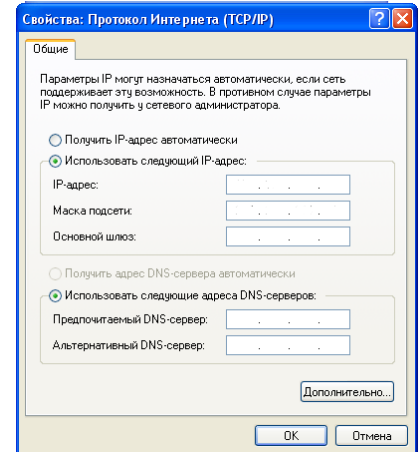 Свойства: Протокол Интернета (TCP/IP)
Общие
Параметры IP могут назначаться автоматически, если сеть
поддерживает эту возможность. В противном случае параметры
IP можно получить у сетевого администратора.
Получить IP-адрес автоматически
Использовать следующий IP-адрес:
IP-адрес:
Маска подсети:
Основной шлюз:
Получить адрес DNS-сервера автоматически
Использовать следующие адреса DNS-серверов:
Предпочитаемый DNS-сервер:
Альтернативный DNS-сервер:
Дополнительно...
OK
Отмена